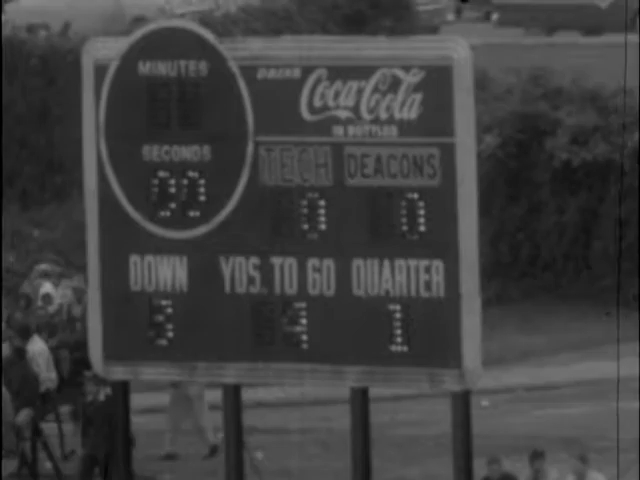 MINUTES
DRINK
Coca-Cola
IN BOTTLES
SECONDS
TECH DEACONS
0 0
DOWN YDS. TO GO QUARTER
1